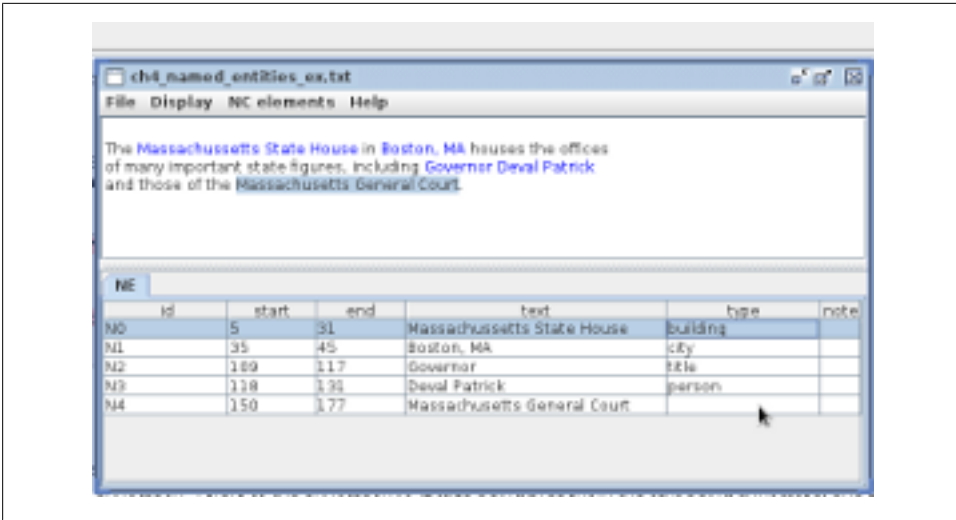 ch4_named_entities_ex.txt
File Display NC elements Help
The Massachussetts State House in Boston, MA houses the offices
of many important state figures, including Governor Deval Patrick
and those of the Massachusetts General Court.
NE
id start end text type note
N0 5 31 Massachussetts State House building
N1 35 45 Boston, MA city
N2 109 117 Governor title
N3 118 131 Deval Patrick person
N4 150 177 Massachusetts General Court